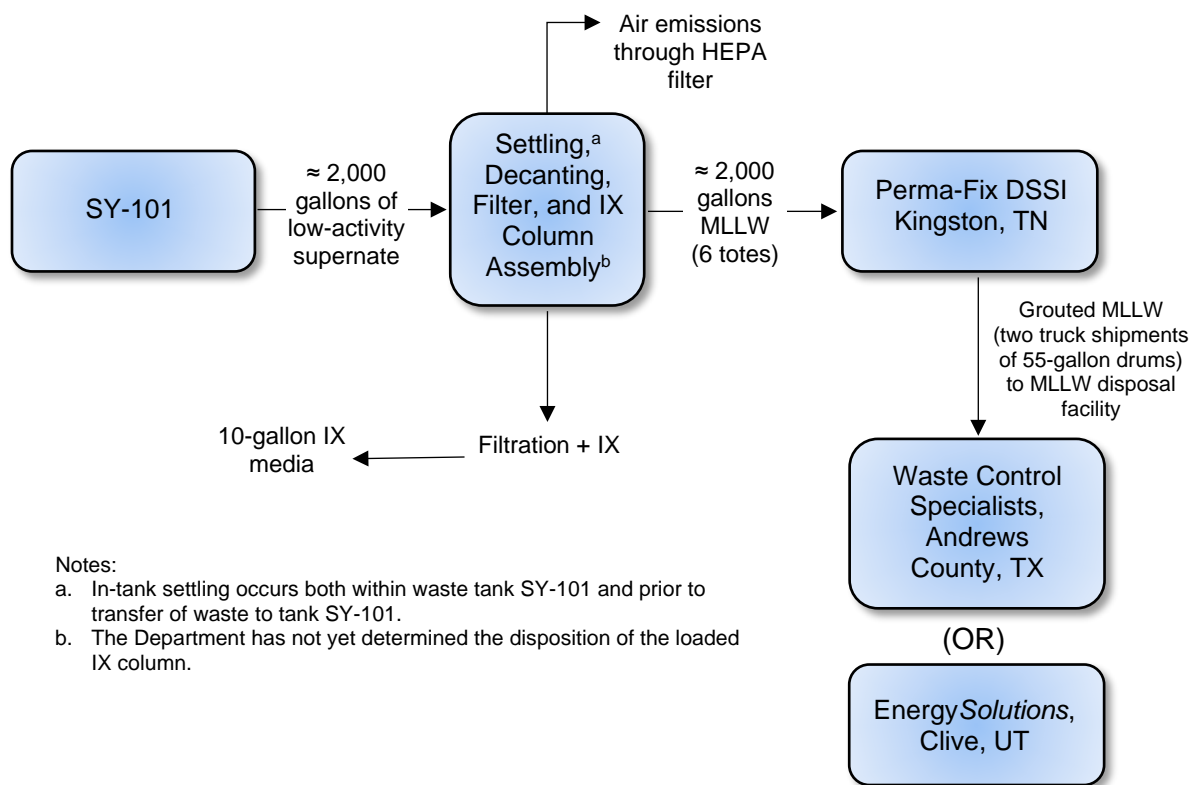 Air emissions
through HEPA
filter
SY-101
≈ 2,000
gallons of
low-activity
supernate
Settling,a
Decanting,
Filter, and IX
Column
Assemblyb
≈ 2,000
gallons
MLLW
(6 totes)
Perma-Fix DSSI
Kingston, TN
Grouted MLLW
(two truck shipments
of 55-gallon drums)
to MLLW disposal
facility
10-gallon IX
media
Filtration + IX
Waste Control
Specialists,
Andrews
County, TX
(OR)
EnergySolutions,
Clive, UT
Notes:
a. In-tank settling occurs both within waste tank SY-101 and prior to
transfer of waste to tank SY-101.
b. The Department has not yet determined the disposition of the loaded
IX column.